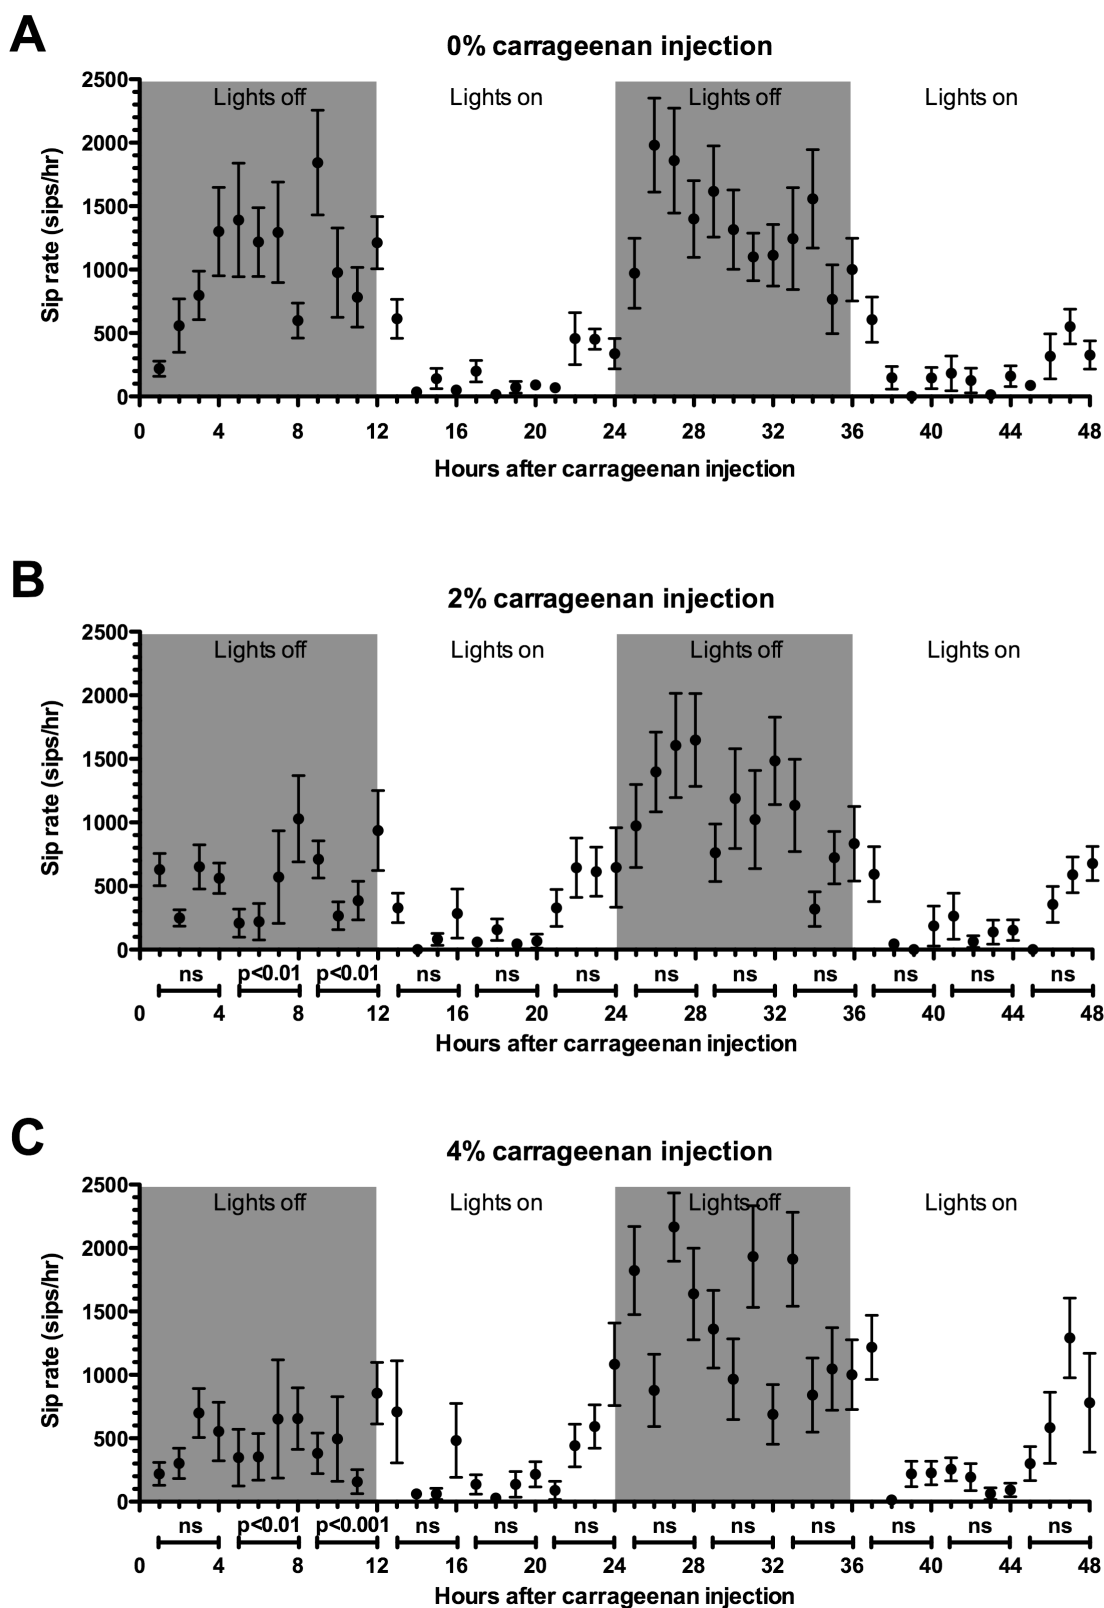 A
0% carrageenan injection
2500
2000
1500
1000
500
0
Sip rate (sips/hr)
Lights off
Lights on
Lights off
Lights on
0 4 8 12 16 20 24 28 32 36 40 44 48
Hours after carrageenan injection
B
2% carrageenan injection
2500
2000
1500
1000
500
0
Sip rate (sips/hr)
Lights off
Lights on
Lights off
Lights on
ns p<0.01 p<0.01 ns ns ns ns ns ns ns ns ns
0 4 8 12 16 20 24 28 32 36 40 44 48
Hours after carrageenan injection
C
4% carrageenan injection
2500
2000
1500
1000
500
0
Sip rate (sips/hr)
Lights off
Lights on
Lights off
Lights on
ns p<0.01 p<0.001 ns ns ns ns ns ns ns ns ns
0 4 8 12 16 20 24 28 32 36 40 44 48
Hours after carrageenan injection